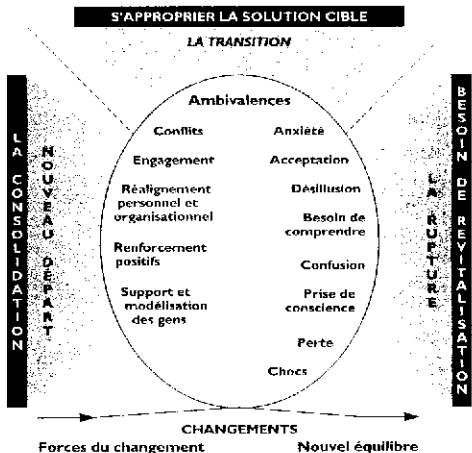 S'APPROPRIER LA SOLUTION CIBLE
LA TRANSITION
LA CONSOLIDATION
NOUVEAU DÉPART
Ambivalences
Conflits
Engagement
Réalignement
personnel et
organisationnel
Renforcement
positifs
Support et
modélisation
des gens
Anxiété
Acceptation
Désillusion
Besoin de
comprendre
Confusion
Prise de
conscience
Perte
Chocs
LA RUPTURE
BESOIN DE REVITALISATION
CHANGEMENTS
Forces du changement
Nouvel équilibre